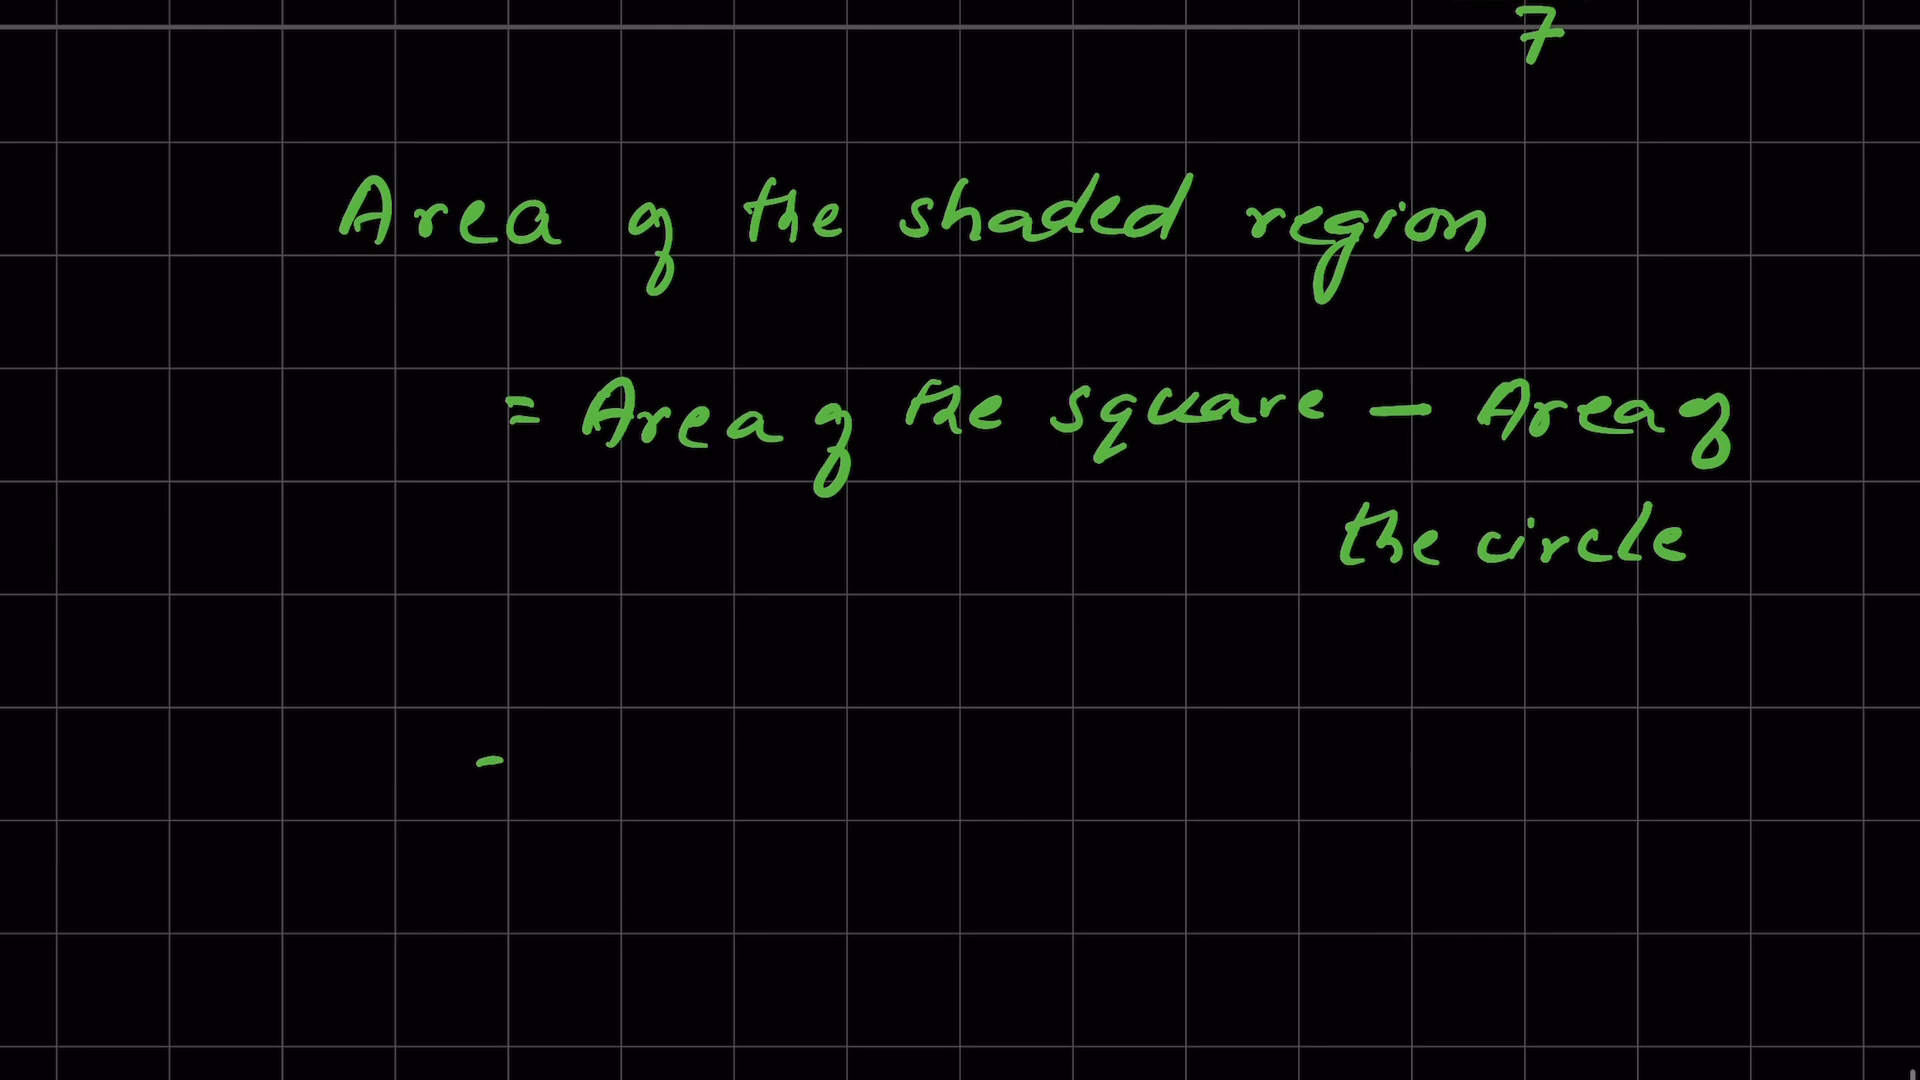 7
Area of the shaded region
= Area of the square — Area of
the circle
-